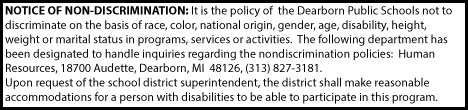 NOTICE OF NON-DISCRIMINATION: It is the policy of the Dearborn Public Schools not to
discriminate on the basis of race, color, national origin, gender, age, disability, height,
weight or marital status in programs, services or activities. The following department has
been designated to handle inquiries regarding the nondiscrimination policies: Human
Resources, 18700 Audette, Dearborn, MI 48126, (313) 827-3181.
Upon request of the school district superintendent, the district shall make reasonable
accommodations for a person with disabilities to be able to participate in this program.